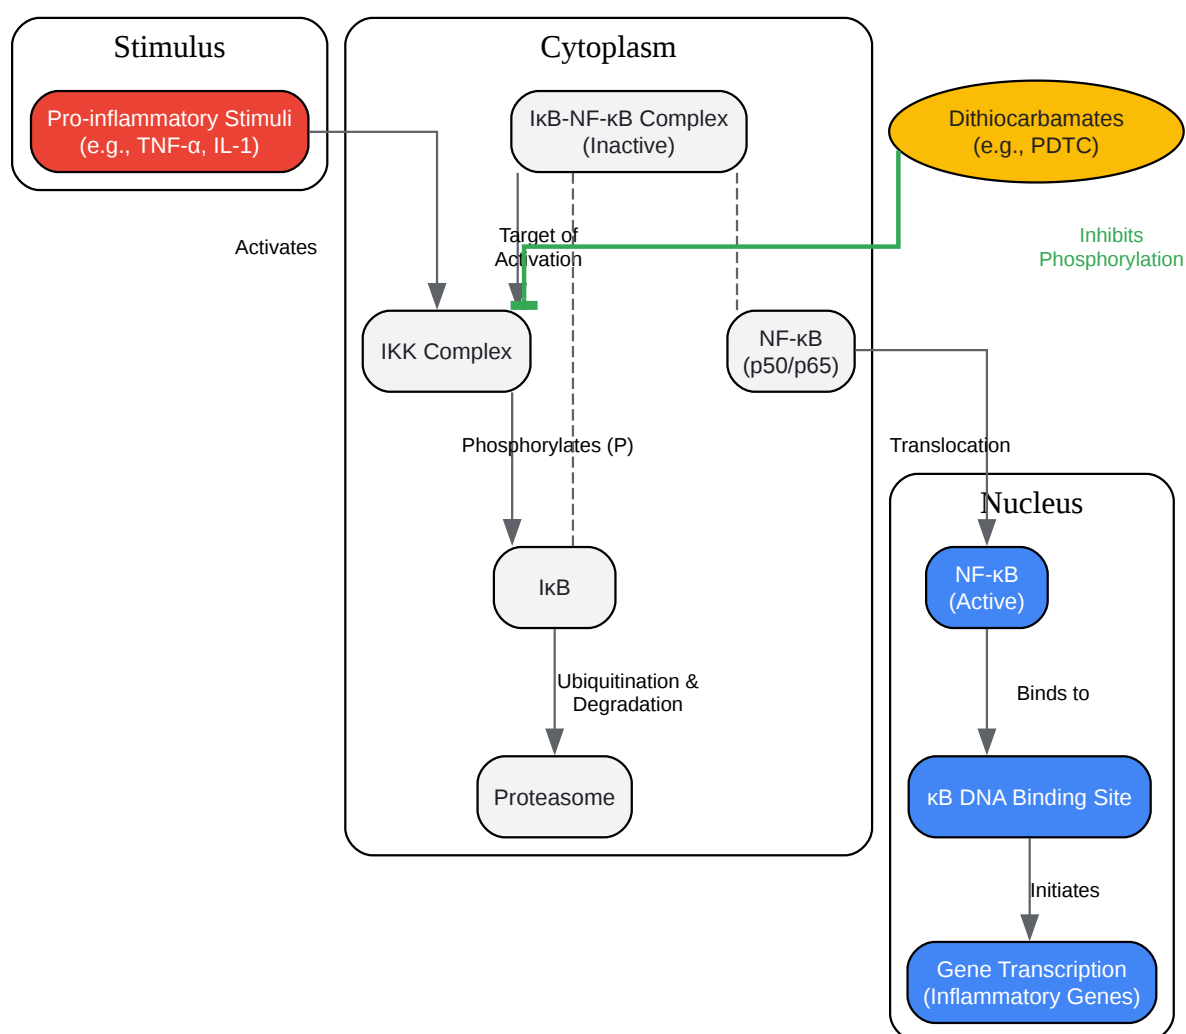 Stimulus
Cytoplasm
Pro-inflammatory Stimuli
(e.g., TNF-α, IL-1)
IκB-NF-κB Complex
(Inactive)
Dithiocarbamates
(e.g., PDTC)
Activates
Target of
Activation
Inhibits
Phosphorylation
IKK Complex
NF-κB
(p50/p65)
Phosphorylates (P)
Translocation
Nucleus
IκB
NF-κB
(Active)
Ubiquitination &
Degradation
Binds to
Proteasome
κB DNA Binding Site
Initiates
Gene Transcription
(Inflammatory Genes)